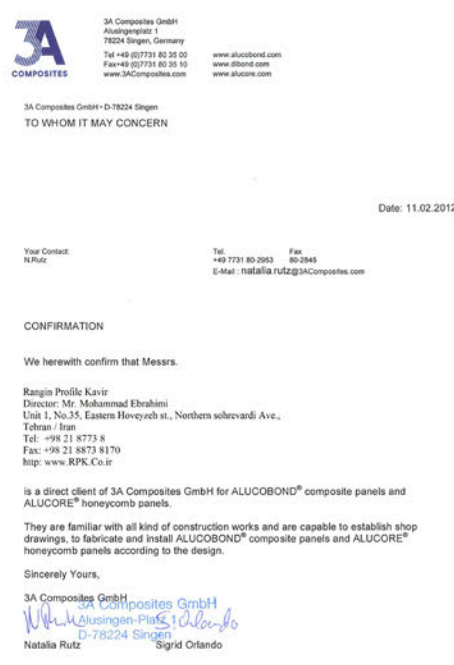 3A
COMPOSITES
3A Composites GmbH
Alusingenplatz 1
78224 Singen, Germany
Tel +49 (0)7731 80 35 00
Fax+49 (0)7731 80 35 10
www.3AComposites.com
www.alucobond.com
www.dibond.com
www.alucore.com
3A Composites GmbH • D-78224 Singen
TO WHOM IT MAY CONCERN
Date: 11.02.2012
Your Contact:
N.Rutz
Tel. Fax
+49 7731 80-2953 80-2845
E-Mail : natalia.rutz@3AComposites.com
CONFIRMATION
We herewith confirm that Messrs.
Rangin Profile Kavir
Director: Mr. Mohammad Ebrahimi
Unit 1, No.35, Eastern Hoveyzeh st., Northern sohrevardi Ave.,
Tehran / Iran
Tel: +98 21 8773 8
Fax: +98 21 8873 8170
http: www.RPK.Co.ir
is a direct client of 3A Composites GmbH for ALUCOBOND® composite panels and
ALUCORE® honeycomb panels.
They are familiar with all kind of construction works and are capable to establish shop
drawings, to fabricate and install ALUCOBOND® composite panels and ALUCORE®
honeycomb panels according to the design.
Sincerely Yours,
3A Composites GmbH
3A Composites GmbH
Alusingen-Platz 1
D-78224 Singen
S. Orlando
Natalia Rutz Sigrid Orlando